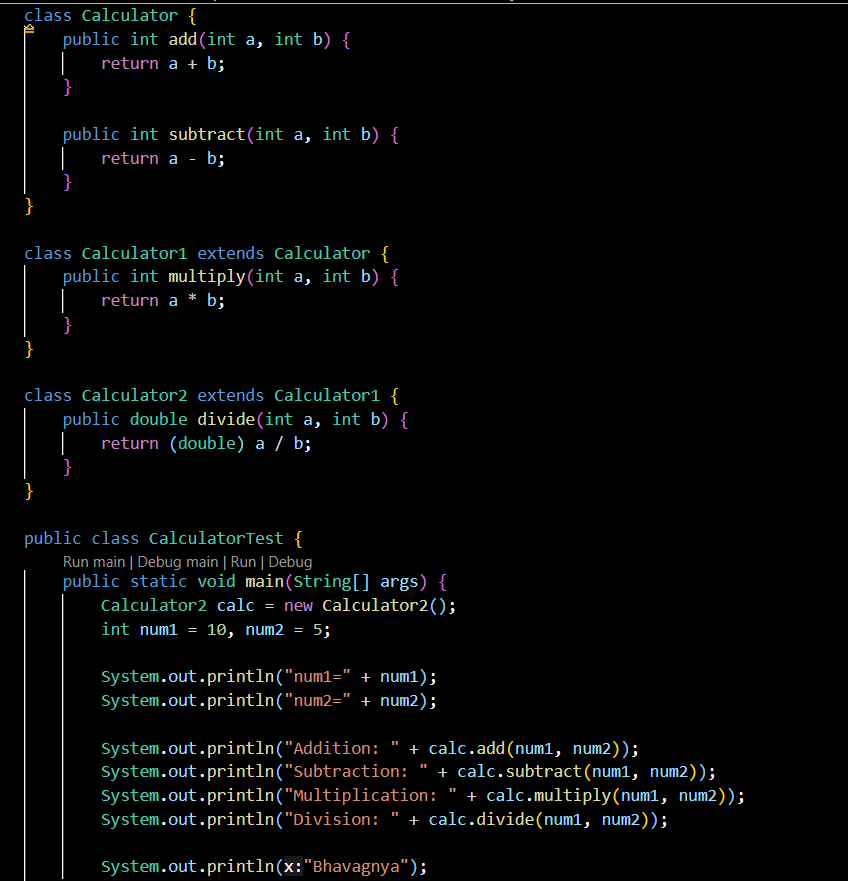 class Calculator {
    public int add(int a, int b) {
        return a + b;
    }

    public int subtract(int a, int b) {
        return a - b;
    }
}

class Calculator1 extends Calculator {
    public int multiply(int a, int b) {
        return a * b;
    }
}

class Calculator2 extends Calculator1 {
    public double divide(int a, int b) {
        return (double) a / b;
    }
}

public class CalculatorTest {
    Run main | Debug main | Run | Debug
    public static void main(String[] args) {
        Calculator2 calc = new Calculator2();
        int num1 = 10, num2 = 5;

        System.out.println("num1=" + num1);
        System.out.println("num2=" + num2);

        System.out.println("Addition: " + calc.add(num1, num2));
        System.out.println("Subtraction: " + calc.subtract(num1, num2));
        System.out.println("Multiplication: " + calc.multiply(num1, num2));
        System.out.println("Division: " + calc.divide(num1, num2));

        System.out.println(x:"Bhavagnya");